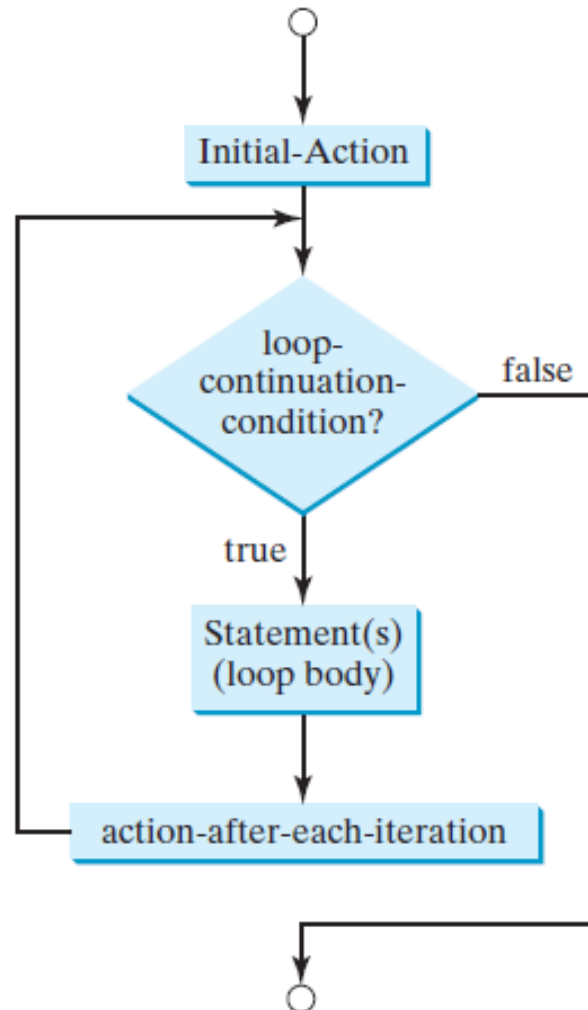 Initial-Action
loop-
continuation-
condition?
false
true
Statement(s)
(loop body)
action-after-each-iteration